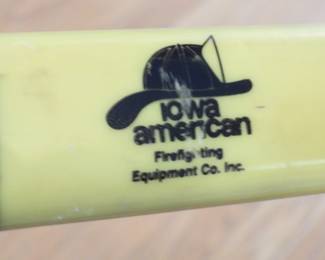 iowa
american
Firefighting
Equipment Co. Inc.